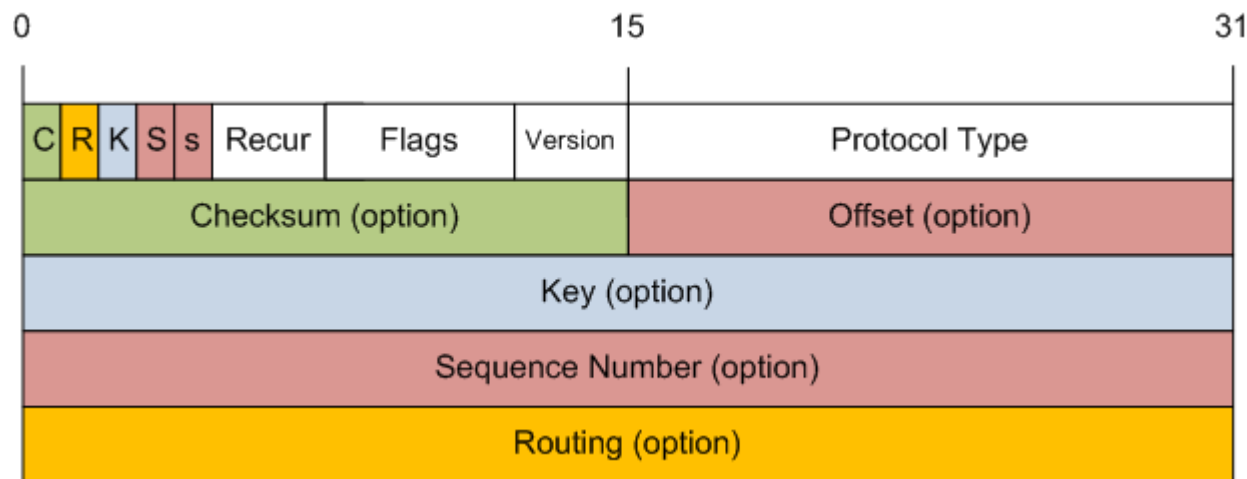 0 15 31
C R K S s Recur Flags Version Protocol Type
Checksum (option) Offset (option)
Key (option)
Sequence Number (option)
Routing (option)